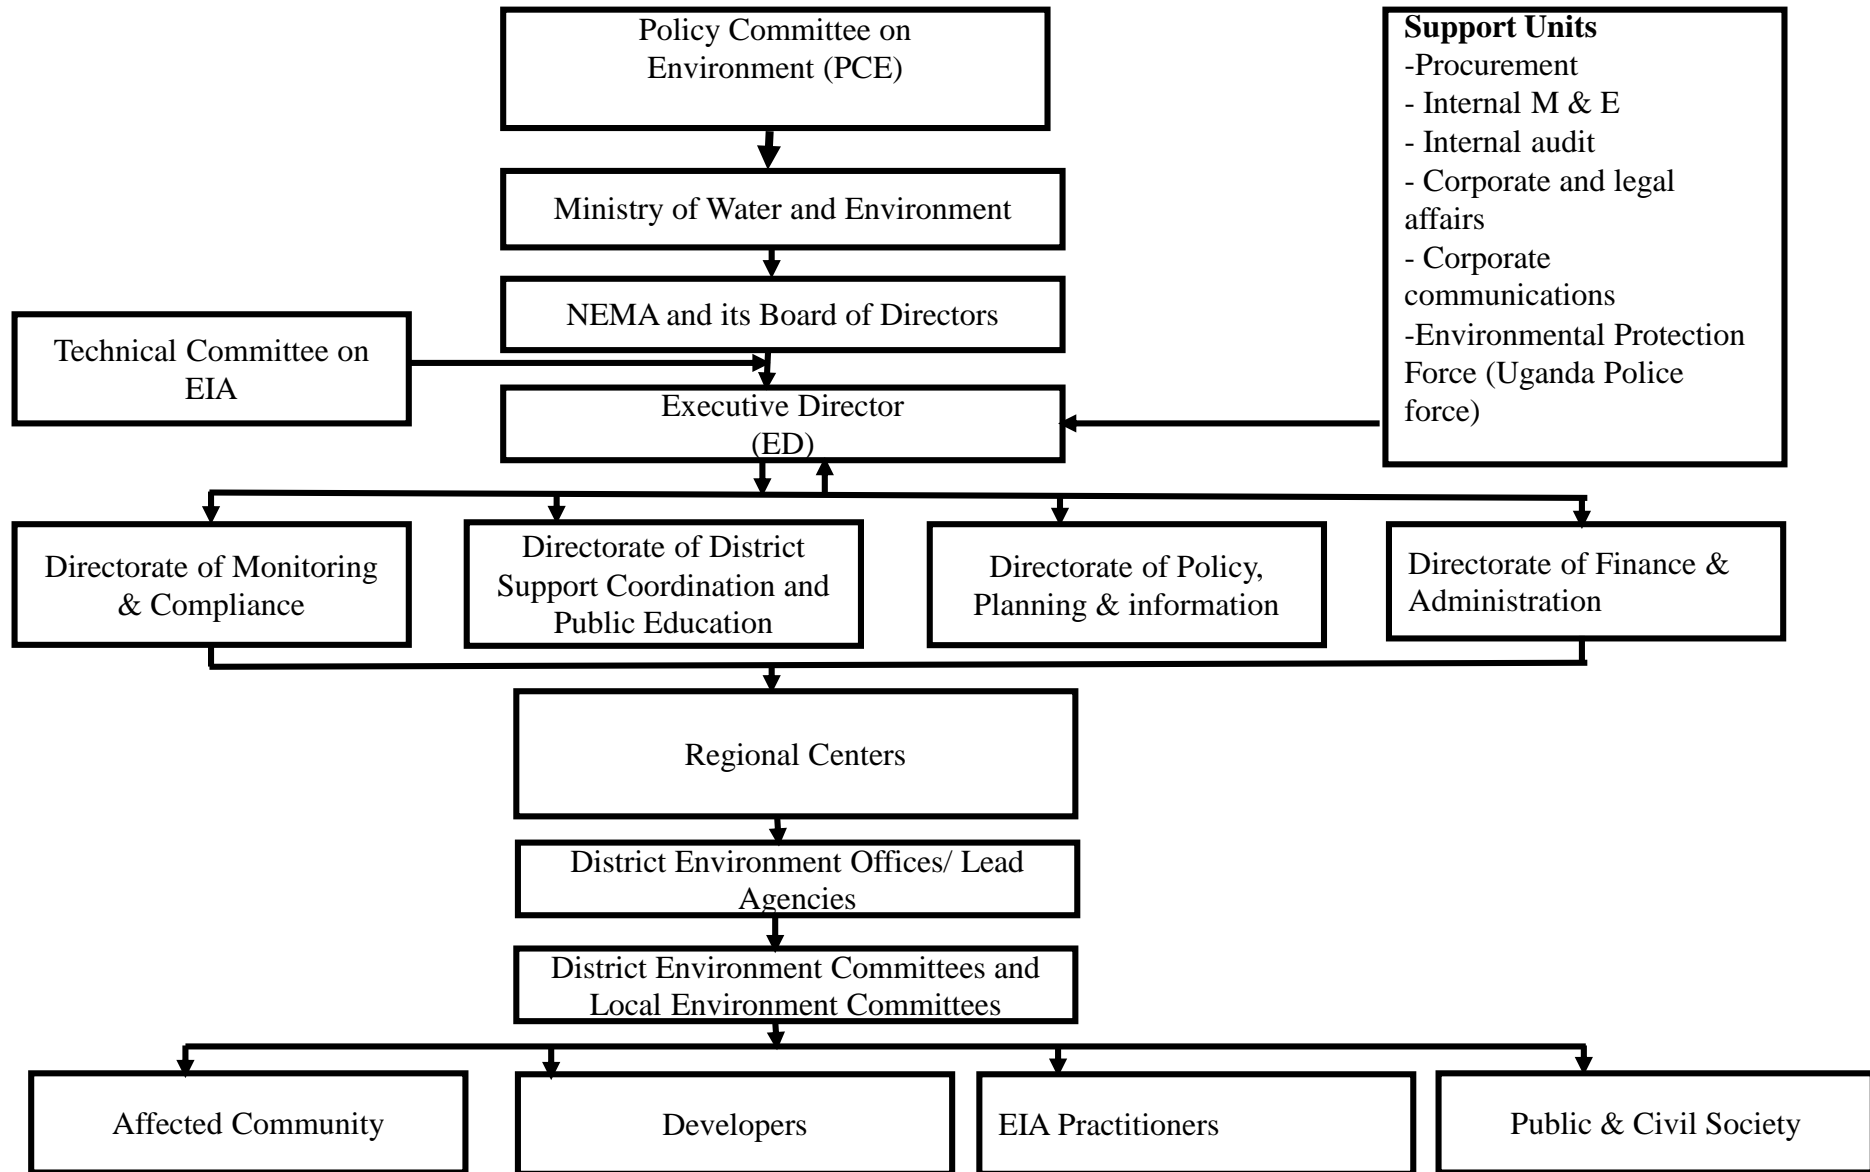 Policy Committee on
Environment (PCE)
Support Units
-Procurement
- Internal M & E
- Internal audit
- Corporate and legal
affairs
- Corporate
communications
-Environmental Protection
Force (Uganda Police
force)
Ministry of Water and Environment
NEMA and its Board of Directors
Technical Committee on
EIA
Executive Director
(ED)
Directorate of Monitoring
& Compliance
Directorate of District
Support Coordination and
Public Education
Directorate of Policy,
Planning & information
Directorate of Finance &
Administration
Regional Centers
District Environment Offices/ Lead
Agencies
District Environment Committees and
Local Environment Committees
Affected Community
Developers
EIA Practitioners
Public & Civil Society